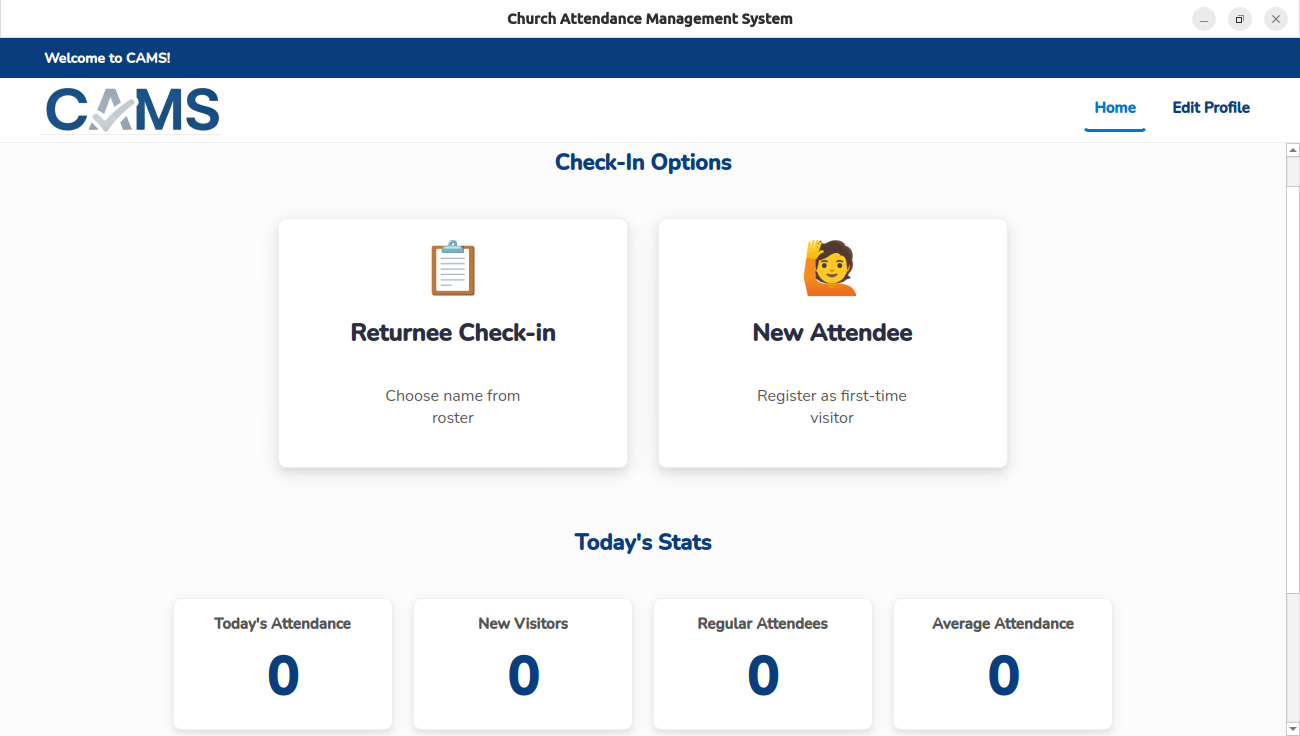 Church Attendance Management System
Welcome to CAMS!
CAMS
Home
Edit Profile
Check-In Options
Returnee Check-in
Choose name from
roster
New Attendee
Register as first-time
visitor
Today's Stats
Today's Attendance
0
New Visitors
0
Regular Attendees
0
Average Attendance
0